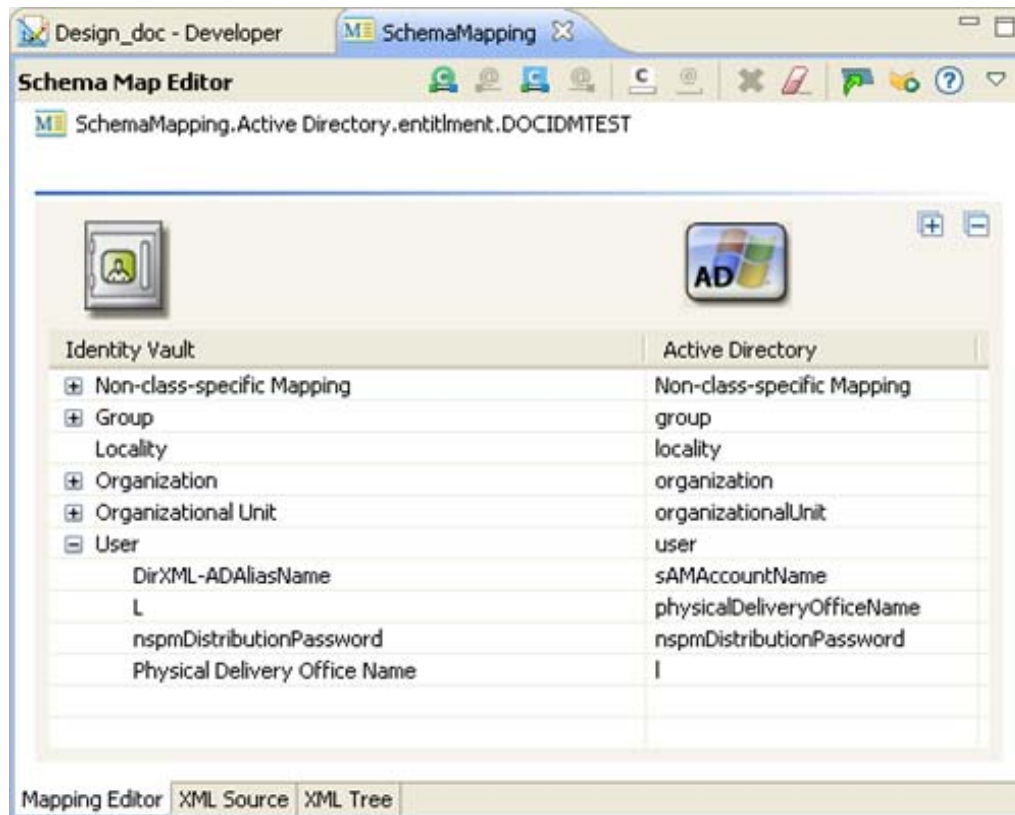 Design_doc - Developer SchemaMapping
Schema Map Editor
SchemaMapping.Active Directory.entitlment.DOCIDMTEST
AD
Identity Vault Active Directory
Non-class-specific Mapping Non-class-specific Mapping
Group group
Locality locality
Organization organization
Organizational Unit organizationalUnit
User user
DirXML-ADAliasName sAMAccountName
L physicalDeliveryOfficeName
nspmDistributionPassword nspmDistributionPassword
Physical Delivery Office Name l
Mapping Editor XML Source XML Tree